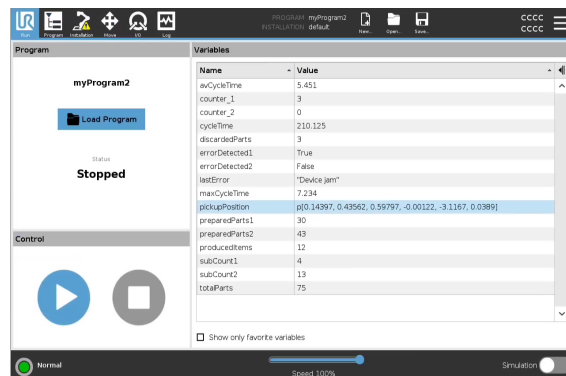 UR
Run
Program
Installation
Move
I/O
Log
PROGRAM myProgram2
INSTALLATION default
New...
Open...
Save...
CCCC
CCCC
Program
myProgram2
Load Program
Status
Stopped
Control
Variables
Name Value
avCycleTime 5.451
counter_1 3
counter_2 0
cycleTime 210.125
discardedParts 3
errorDetected1 True
errorDetected2 False
lastError "Device jam"
maxCycleTime 7.234
pickupPosition p[0.14397, 0.43562, 0.59797, -0.00122, -3.1167, 0.0389]
preparedParts1 30
preparedParts2 43
producedItems 12
subCount1 4
subCount2 13
totalParts 75
Show only favorite variables
Normal
Speed 100%
Simulation